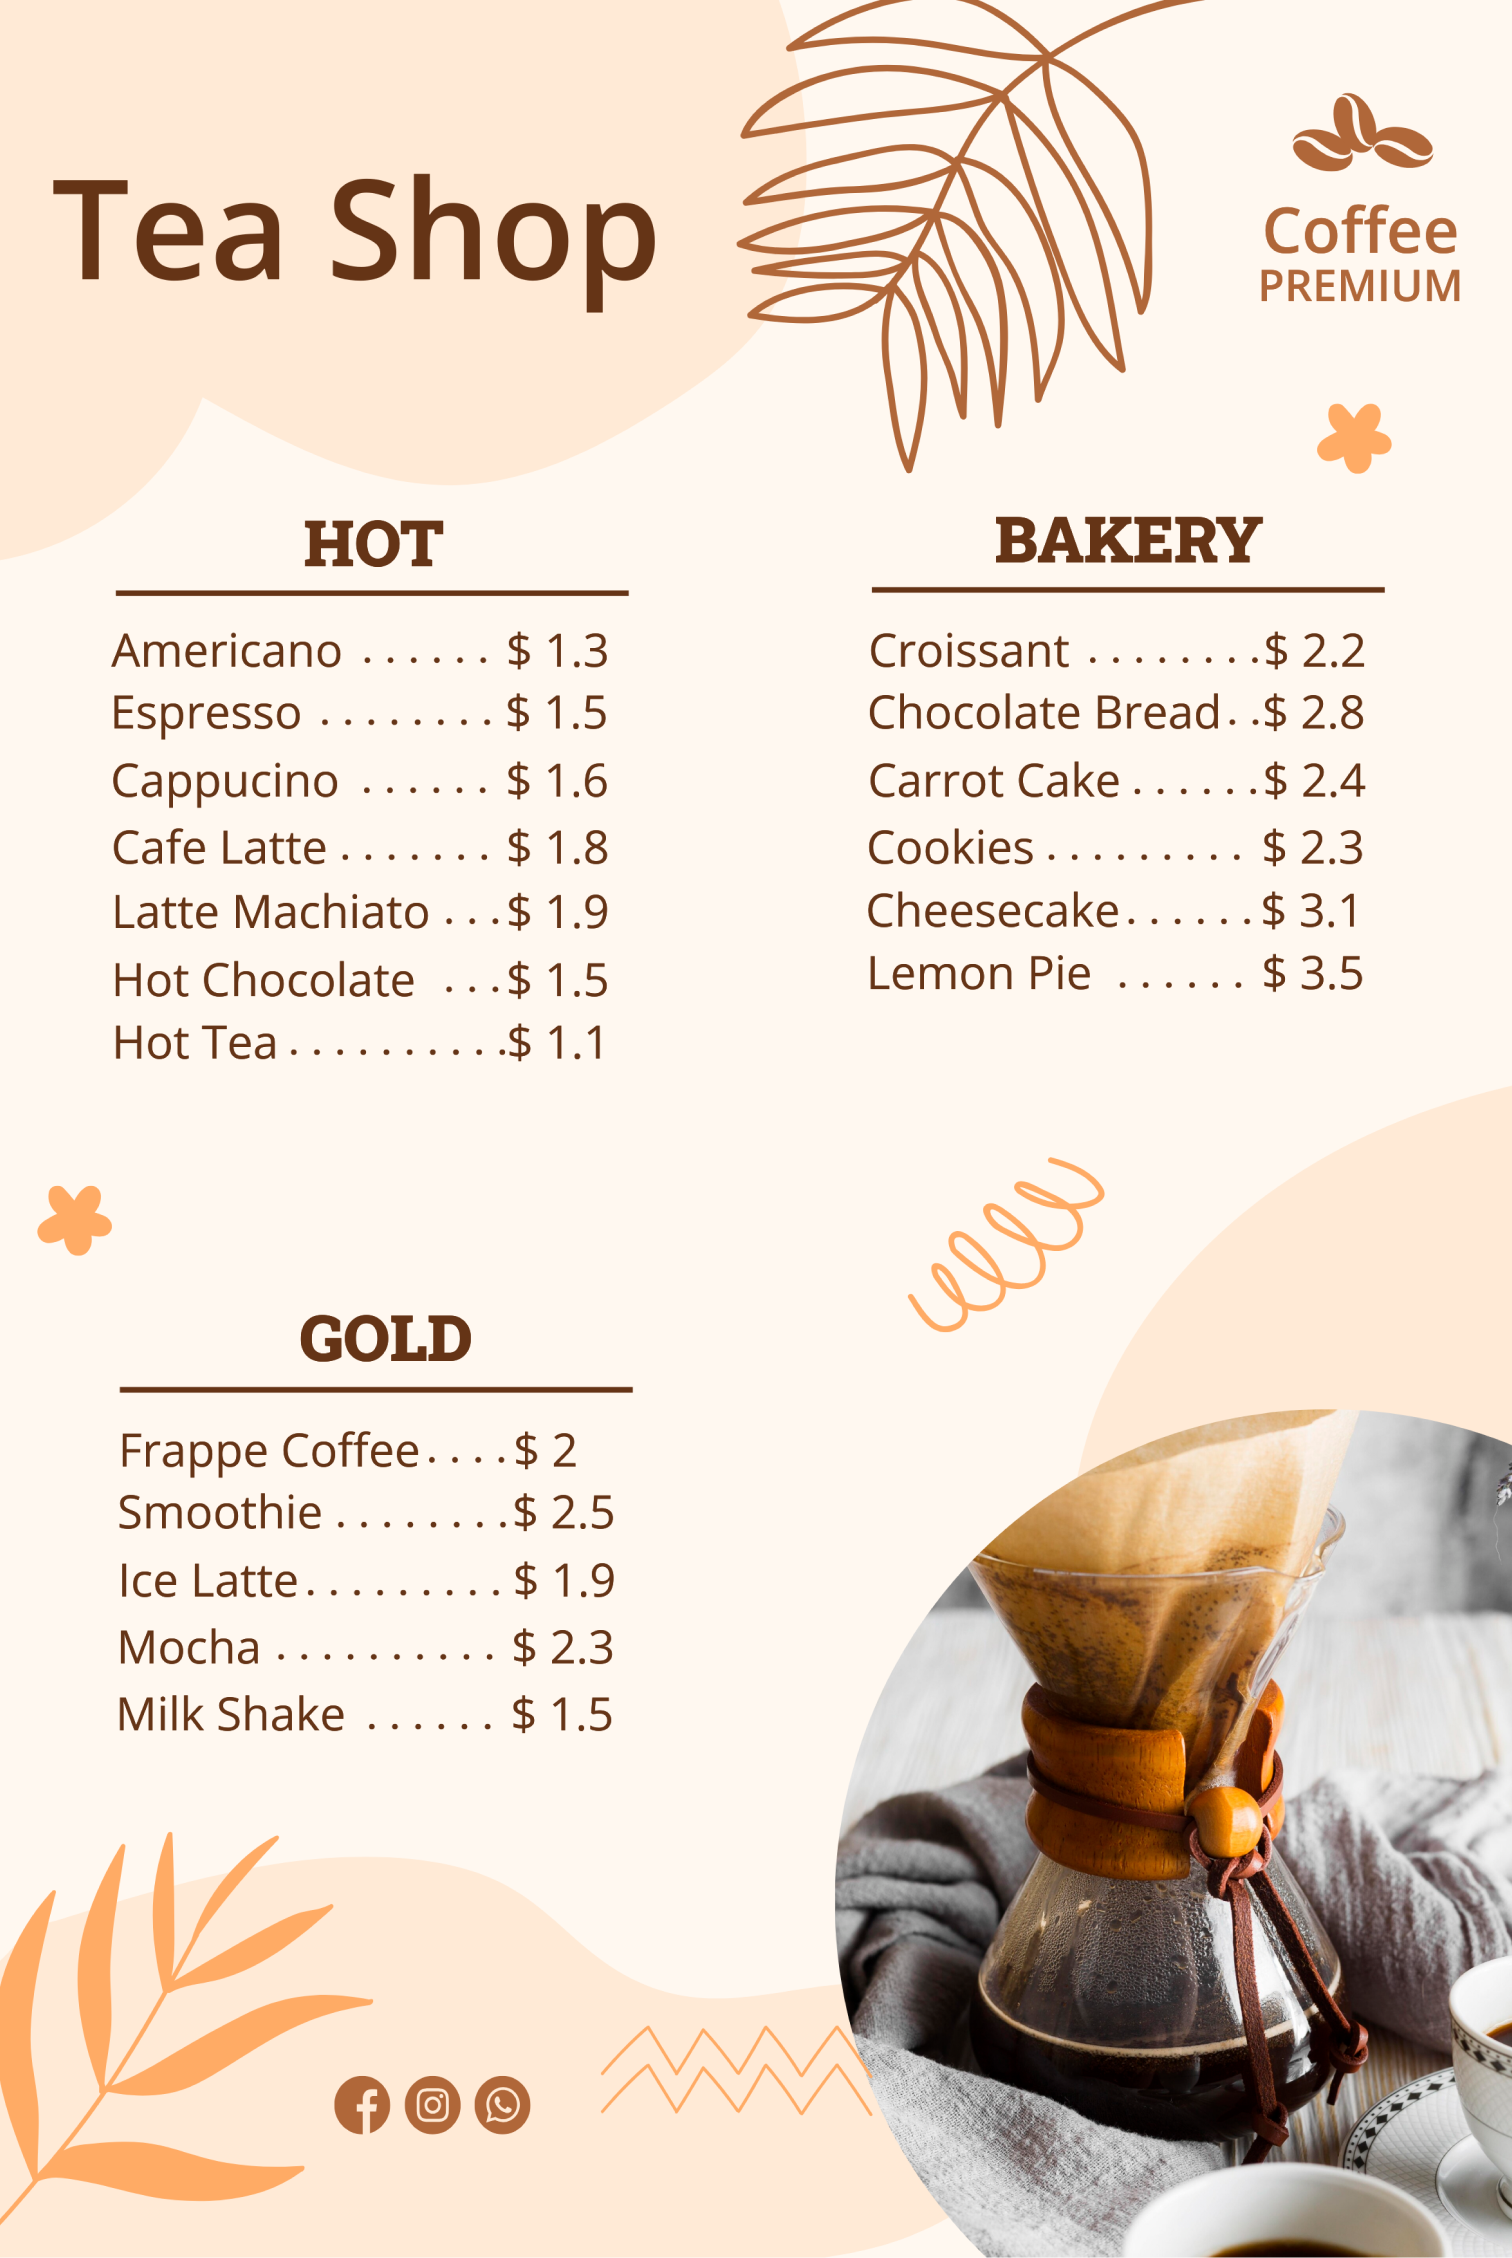 Tea Shop
Coffee
PREMIUM
HOT
Americano ...... $ 1.3
Espresso ........ $ 1.5
Cappucino ...... $ 1.6
Cafe Latte ....... $ 1.8
Latte Machiato ...$ 1.9
Hot Chocolate ...$ 1.5
Hot Tea ..........$ 1.1
BAKERY
Croissant ........$ 2.2
Chocolate Bread..$ 2.8
Carrot Cake ......$ 2.4
Cookies ......... $ 2.3
Cheesecake...... $ 3.1
Lemon Pie ...... $ 3.5
GOLD
Frappe Coffee....$ 2
Smoothie ........$ 2.5
Ice Latte......... $ 1.9
Mocha .......... $ 2.3
Milk Shake ...... $ 1.5